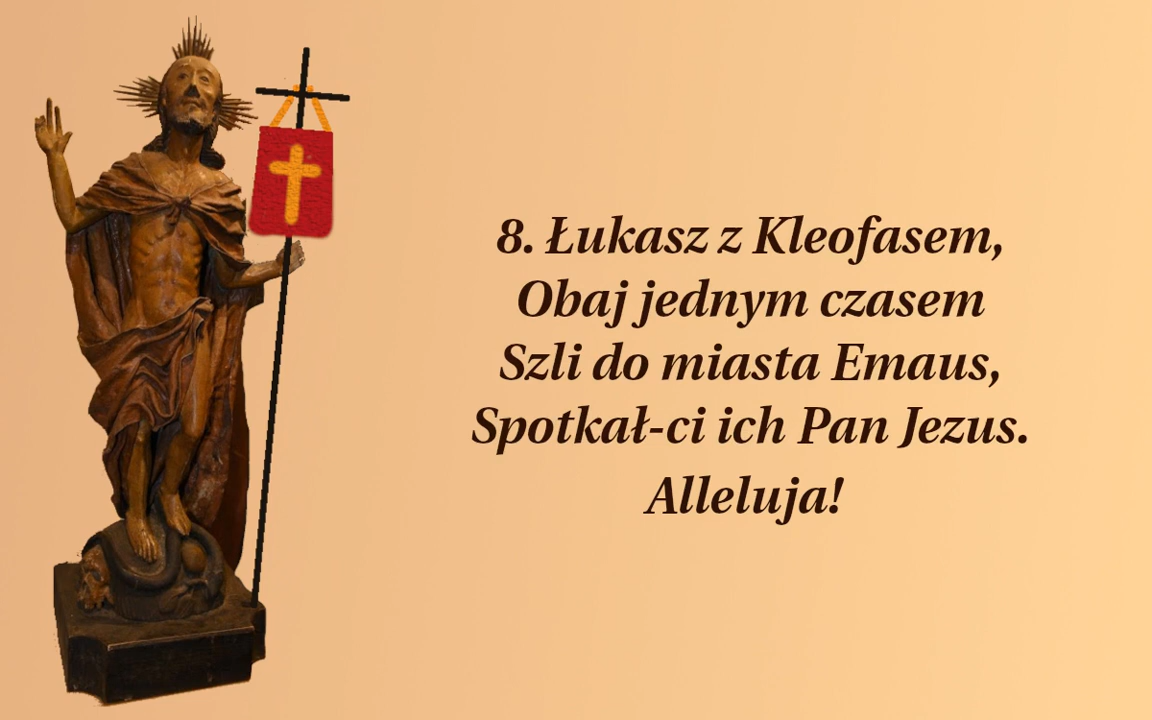 8. Łukasz z Kleofasem,
Obaj jednym czasem
Szli do miasta Emaus,
Spotkał-ci ich Pan Jezus.
Alleluja!